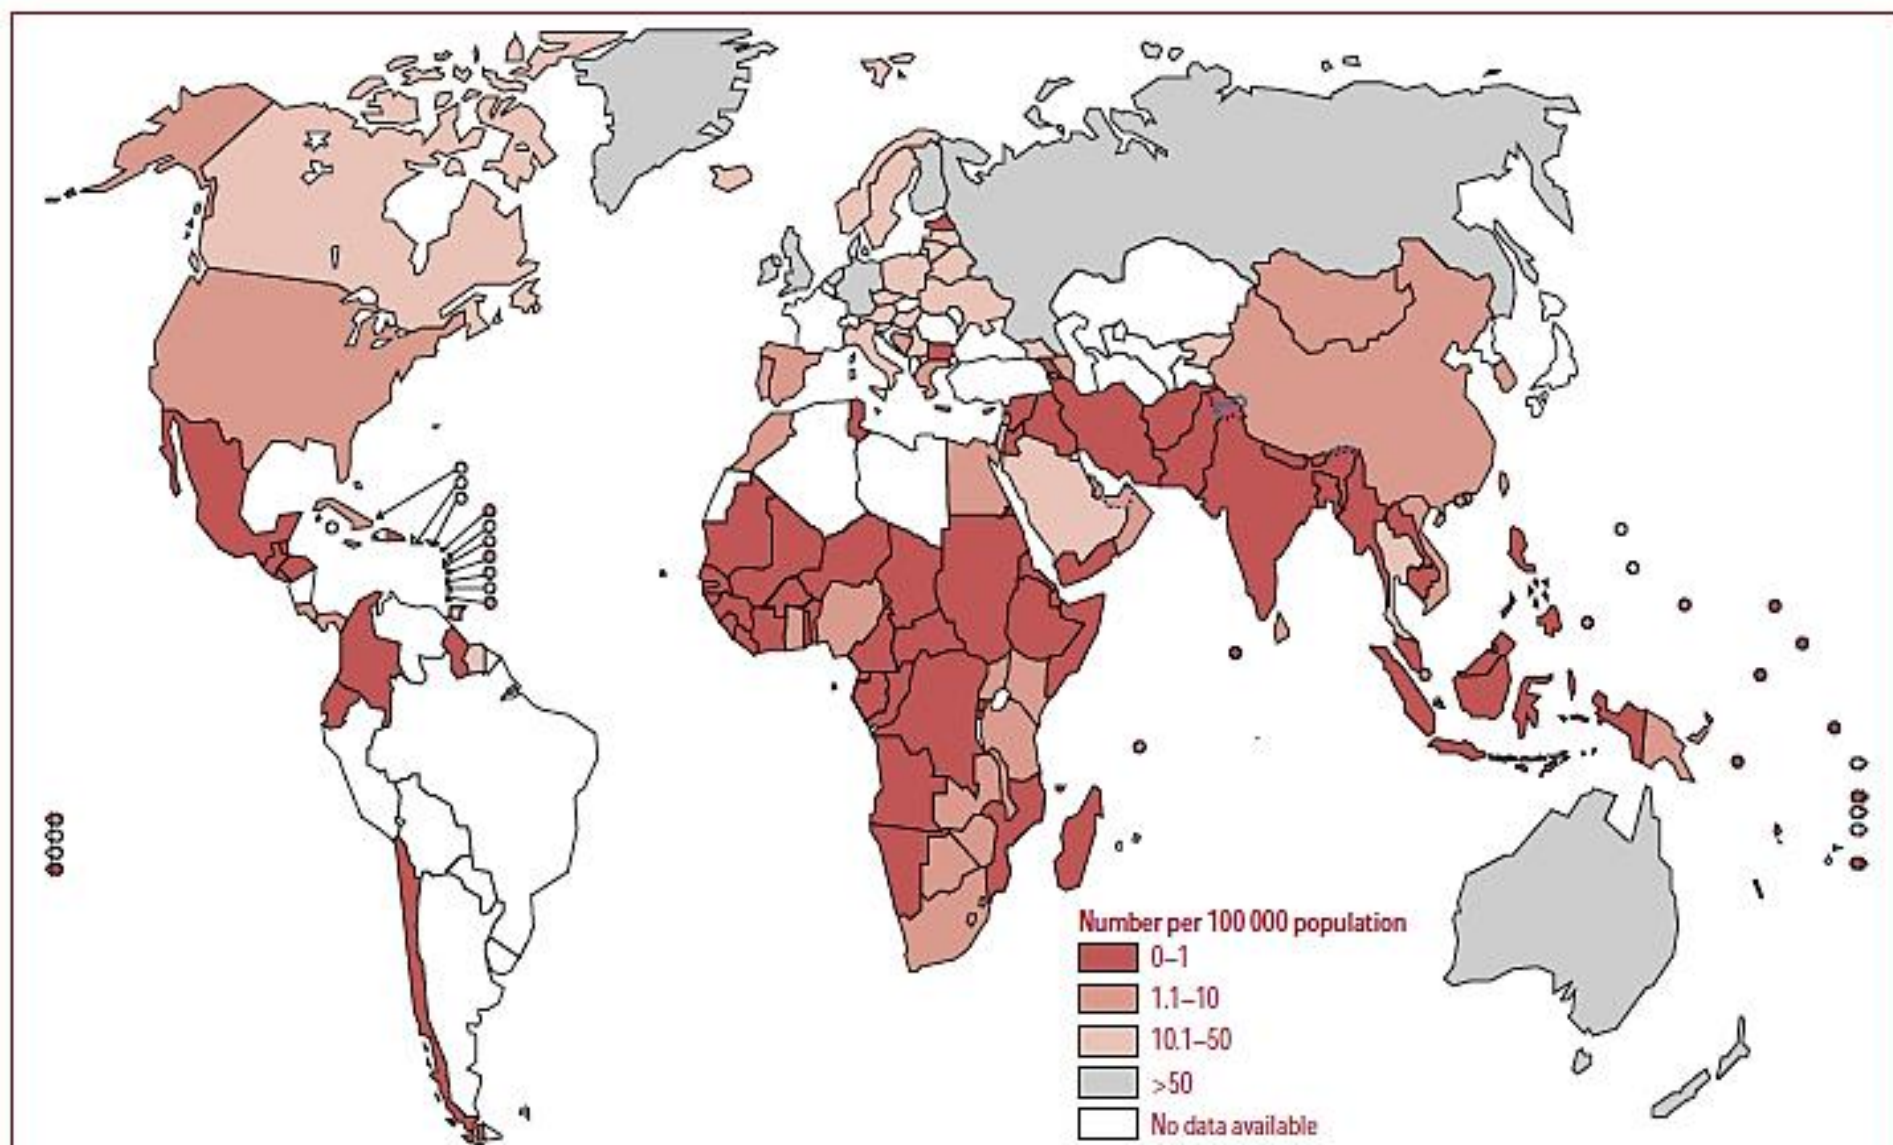 Number per 100 000 population
0–1
1.1–10
10.1–50
>50
No data available